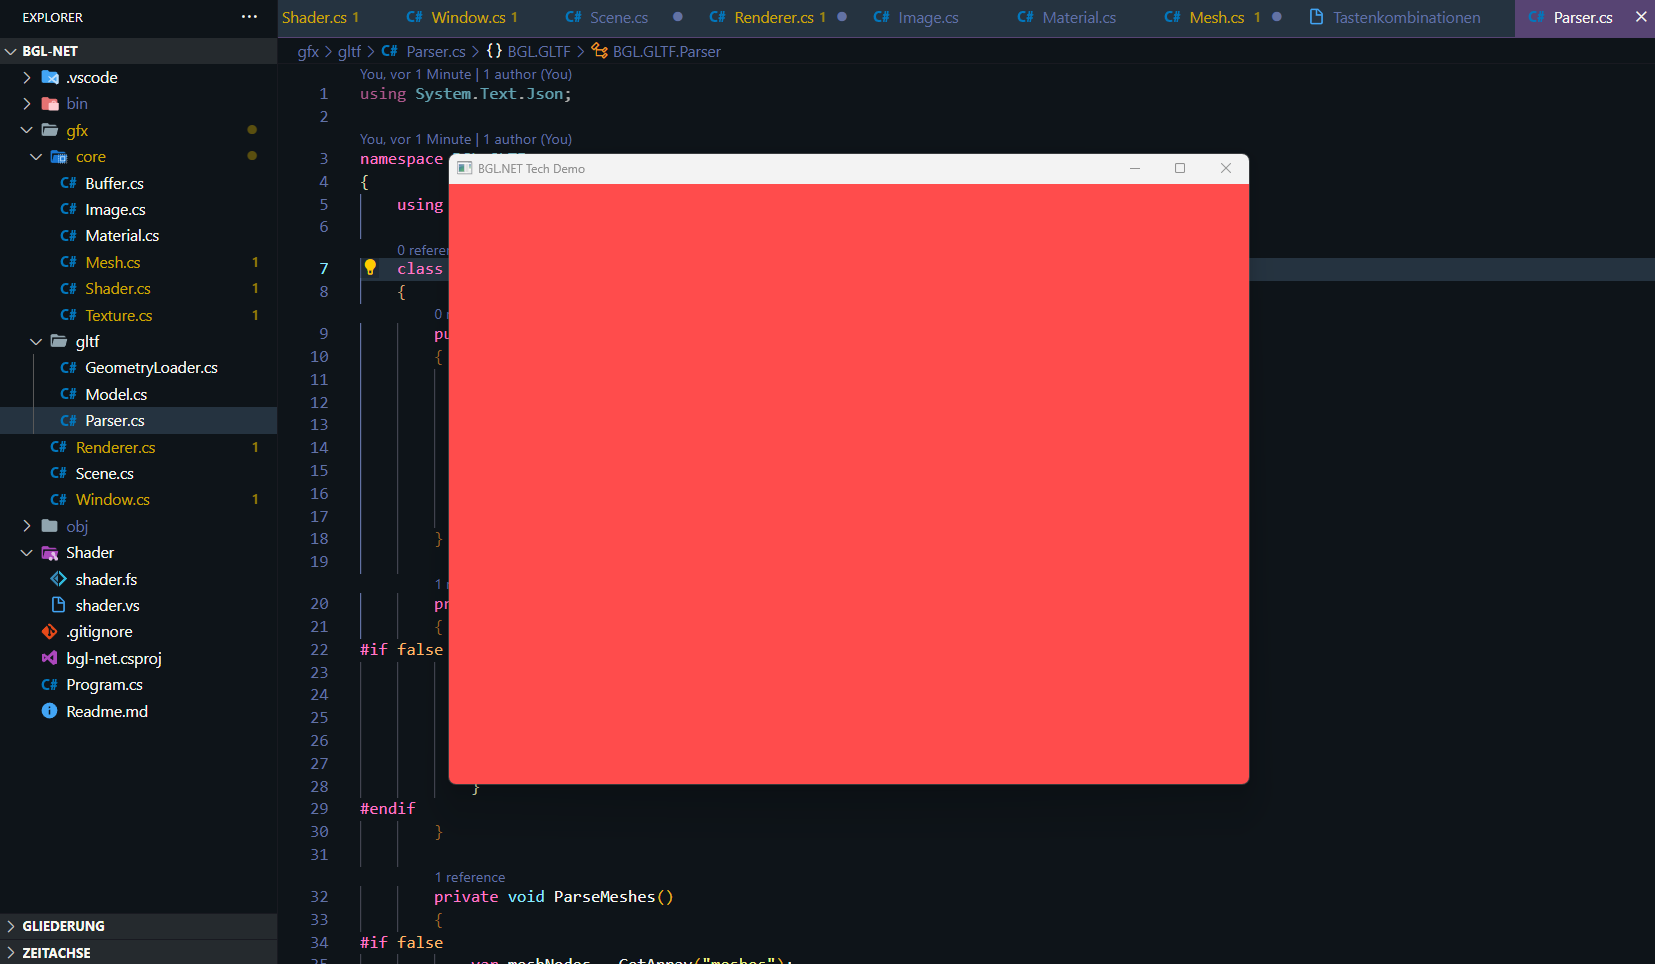 EXPLORER
BGL-NET
.vscode
bin
gfx
core
C# Buffer.cs
C# Image.cs
C# Material.cs
C# Mesh.cs 1
C# Shader.cs 1
C# Texture.cs 1
gltf
C# GeometryLoader.cs
C# Model.cs
C# Parser.cs
C# Renderer.cs 1
C# Scene.cs
C# Window.cs 1
obj
Shader
shader.fs
shader.vs
.gitignore
bgl-net.csproj
C# Program.cs
Readme.md
GLIEDERUNG
ZEITACHSE
Shader.cs 1 C# Window.cs 1 C# Scene.cs C# Renderer.cs 1 C# Image.cs C# Material.cs C# Mesh.cs 1 Tastenkombinationen C# Parser.cs
gfx > gltf > C# Parser.cs > {} BGL.GLTF > BGL.GLTF.Parser
You, vor 1 Minute | 1 author (You)
1 using System.Text.Json;
2
You, vor 1 Minute | 1 author (You)
3 namespace
BGL.NET Tech Demo
4 {
5 using
6
0
7 class
8 {
0
9 pu
10 {
11
12
13
14
15
16
17
18 }
19
1
20 pr
21 {
22 #if false
23
24
25
26
27
28 }
29 #endif
30 }
31
1 reference
32 private void ParseMeshes()
33 {
34 #if false
35 var meshNodes = GetArray("meshes");